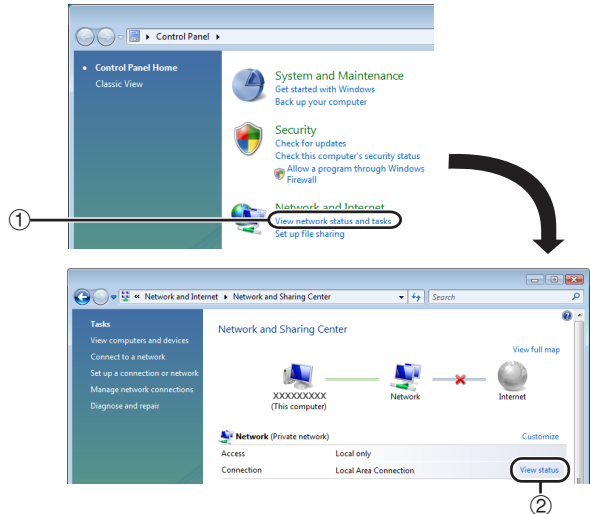 Control Panel
Control Panel Home
Classic View
System and Maintenance
Get started with Windows
Back up your computer
Security
Check for updates
Check this computer's security status
Allow a program through Windows
Firewall
Network and Internet
① View network status and tasks
Set up file sharing
« Network and Internet Network and Sharing Center Search
Tasks
View computers and devices
Connect to a network
Set up a connection or network
Manage network connections
Diagnose and repair
Network and Sharing Center
View full map
XXXXXXXXX
(This computer)
Network
Internet
Network (Private network) Customize
Access Local only
Connection Local Area Connection View status
②